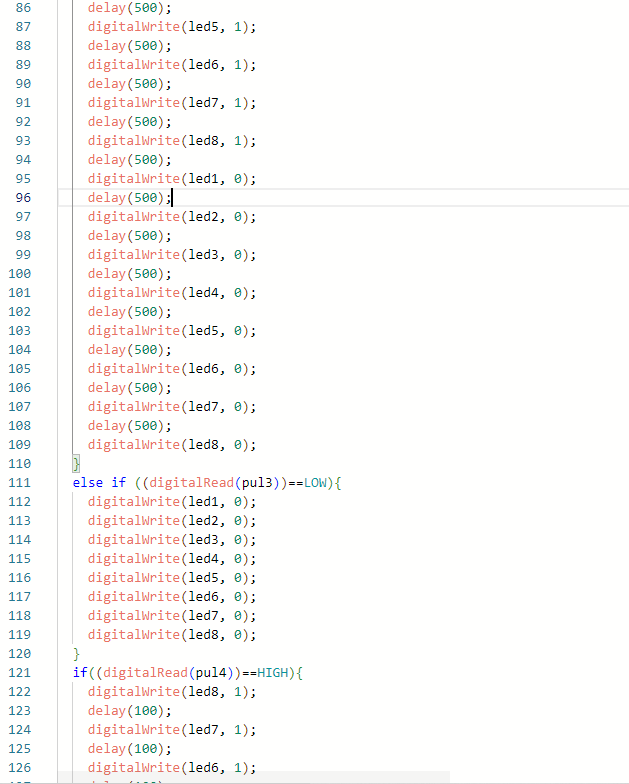 86 delay(500);
87 digitalWrite(led5, 1);
88 delay(500);
89 digitalWrite(led6, 1);
90 delay(500);
91 digitalWrite(led7, 1);
92 delay(500);
93 digitalWrite(led8, 1);
94 delay(500);
95 digitalWrite(led1, 0);
96 delay(500);
97 digitalWrite(led2, 0);
98 delay(500);
99 digitalWrite(led3, 0);
100 delay(500);
101 digitalWrite(led4, 0);
102 delay(500);
103 digitalWrite(led5, 0);
104 delay(500);
105 digitalWrite(led6, 0);
106 delay(500);
107 digitalWrite(led7, 0);
108 delay(500);
109 digitalWrite(led8, 0);
110 }
111 else if ((digitalRead(pul3))==LOW){
112 digitalWrite(led1, 0);
113 digitalWrite(led2, 0);
114 digitalWrite(led3, 0);
115 digitalWrite(led4, 0);
116 digitalWrite(led5, 0);
117 digitalWrite(led6, 0);
118 digitalWrite(led7, 0);
119 digitalWrite(led8, 0);
120 }
121 if((digitalRead(pul4))==HIGH){
122 digitalWrite(led8, 1);
123 delay(100);
124 digitalWrite(led7, 1);
125 delay(100);
126 digitalWrite(led6, 1);